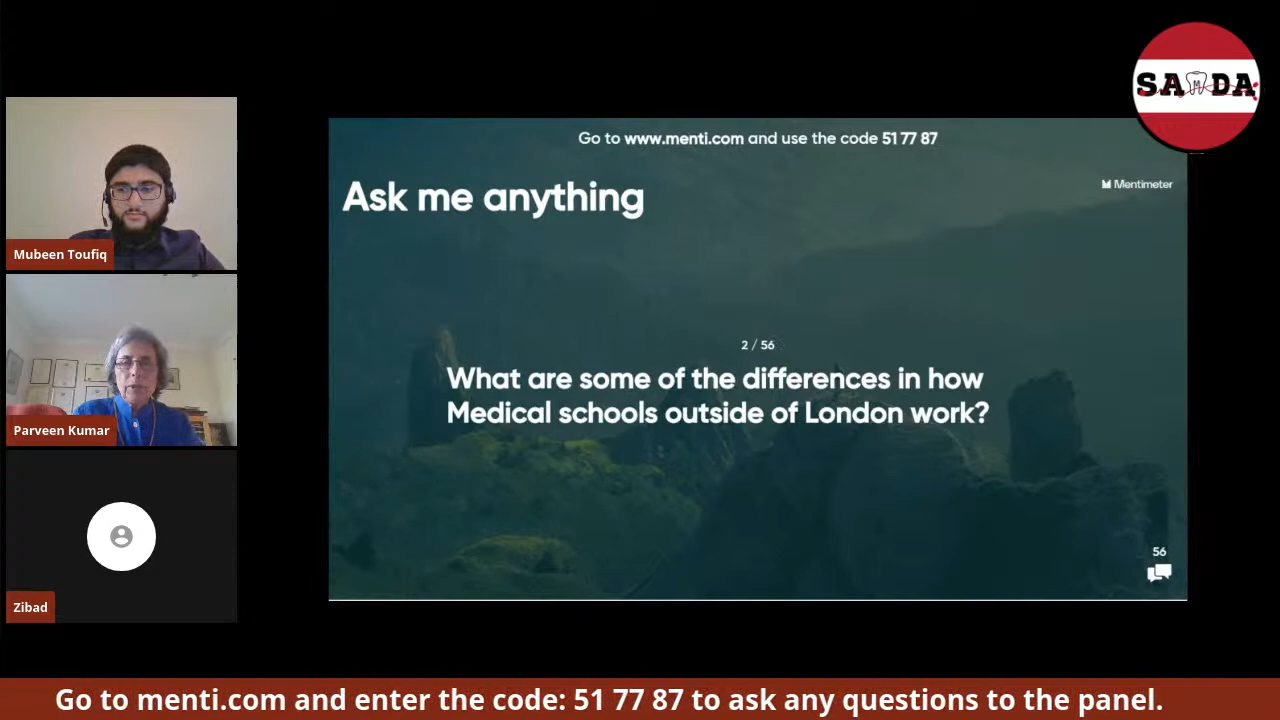 SAMDA
Go to www.menti.com and use the code 51 77 87
Mentimeter
Ask me anything
Mubeen Toufiq
2 / 56
What are some of the differences in how
Medical schools outside of London work?
Parveen Kumar
56
Zibad
Go to menti.com and enter the code: 51 77 87 to ask any questions to the panel.